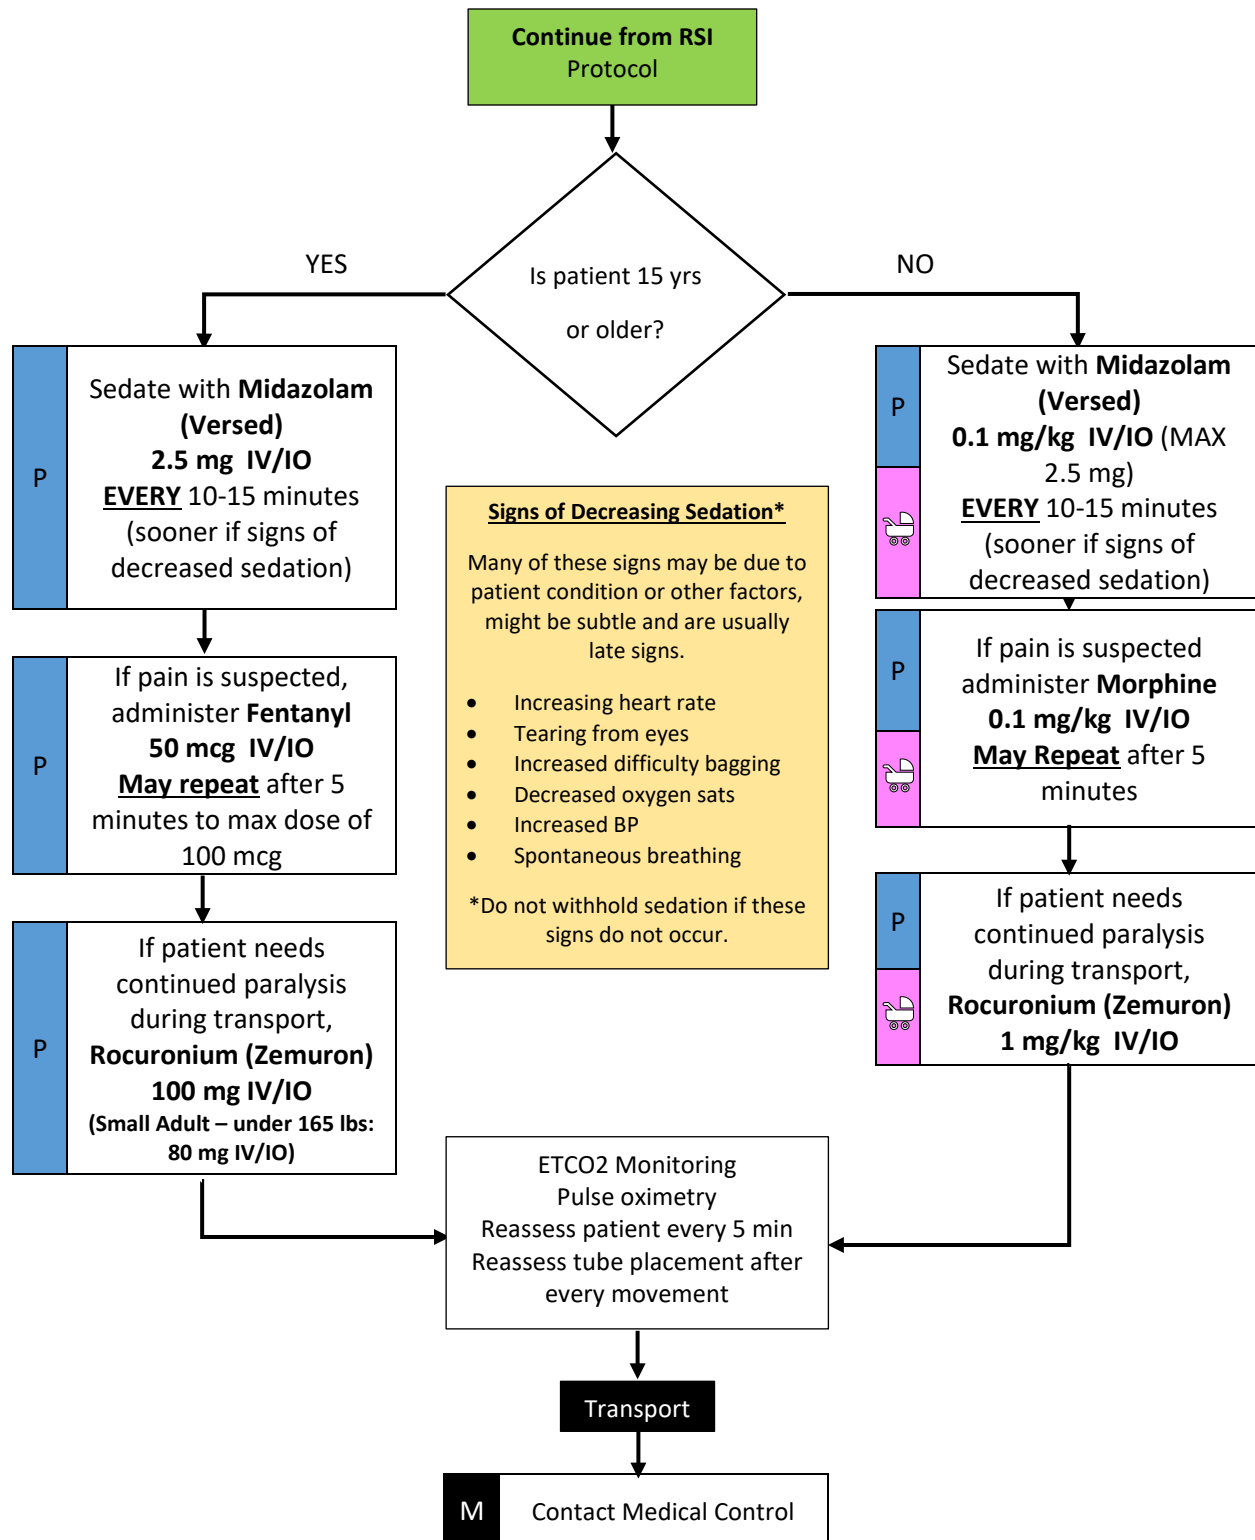 Continue from RSI
Protocol
Is patient 15 yrs
or older?
YES
NO
P
Sedate with Midazolam
(Versed)
2.5 mg  IV/IO
EVERY 10-15 minutes
(sooner if signs of
decreased sedation)
P
If pain is suspected,
administer Fentanyl
50 mcg  IV/IO
May repeat after 5
minutes to max dose of
100 mcg
P
If patient needs
continued paralysis
during transport,
Rocuronium (Zemuron)
100 mg IV/IO
(Small Adult – under 165 lbs:
80 mg IV/IO)
Signs of Decreasing Sedation*
Many of these signs may be due to
patient condition or other factors,
might be subtle and are usually
late signs.
• Increasing heart rate
• Tearing from eyes
• Increased difficulty bagging
• Decreased oxygen sats
• Increased BP
• Spontaneous breathing
*Do not withhold sedation if these
signs do not occur.
P
Sedate with Midazolam
(Versed)
0.1 mg/kg  IV/IO (MAX
2.5 mg)
EVERY 10-15 minutes
(sooner if signs of
decreased sedation)
P
If pain is suspected
administer Morphine
0.1 mg/kg  IV/IO
May Repeat after 5
minutes
P
If patient needs
continued paralysis
during transport,
Rocuronium (Zemuron)
1 mg/kg  IV/IO
ETCO2 Monitoring
Pulse oximetry
Reassess patient every 5 min
Reassess tube placement after
every movement
Transport
M
Contact Medical Control